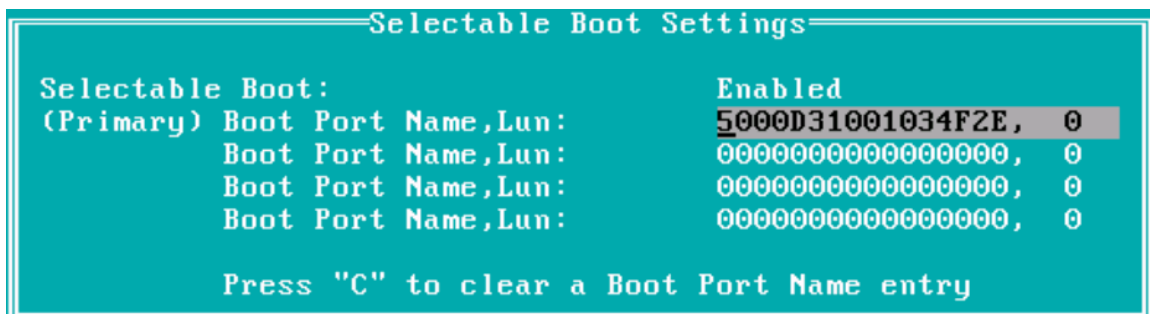 Selectable Boot Settings
Selectable Boot: Enabled
(Primary) Boot Port Name,Lun: 5000D31001034F2E, 0
Boot Port Name,Lun: 0000000000000000, 0
Boot Port Name,Lun: 0000000000000000, 0
Boot Port Name,Lun: 0000000000000000, 0
Press "C" to clear a Boot Port Name entry